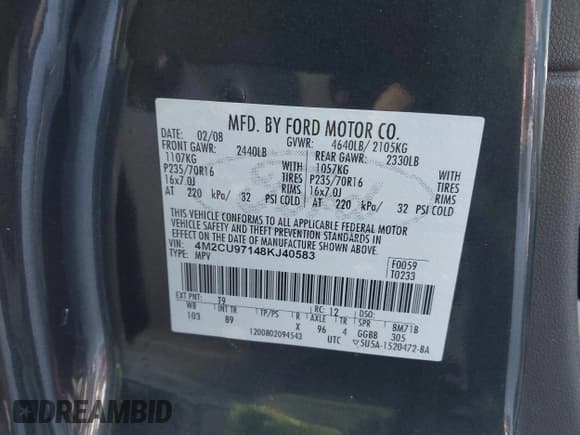 MFD. BY FORD MOTOR CO.
DATE: 02/08 GVWR: 4640LB/ 2105KG
FRONT GAWR: 2440LB REAR GAWR: 2330LB
1107KG 1057KG
P235/70R16 TIRES P235/70R16 TIRES
16x7.0J RIMS 16x7.0J RIMS
AT 220 kPa/ 32 PSI COLD AT 220 kPa/ 32 PSI COLD
THIS VEHICLE CONFORMS TO ALL APPLICABLE FEDERAL MOTOR
VEHICLE SAFETY AND THEFT PREVENTION STANDARDS IN
EFFECT ON THE DATE OF MANUFACTURE SHOWN ABOVE.
VIN: 4M2CU97148KJ40583
TYPE: MPV
F0059
T0233
EXT PNT: T9 RC: 12 DSO:
WB INT TR TP/PS R AXLE TR SPR 8M71B
103 B9 X 96 4 GGBB 305
1200802094543 UTC 5U5A-1520472-BA
Ford
DREAMBID